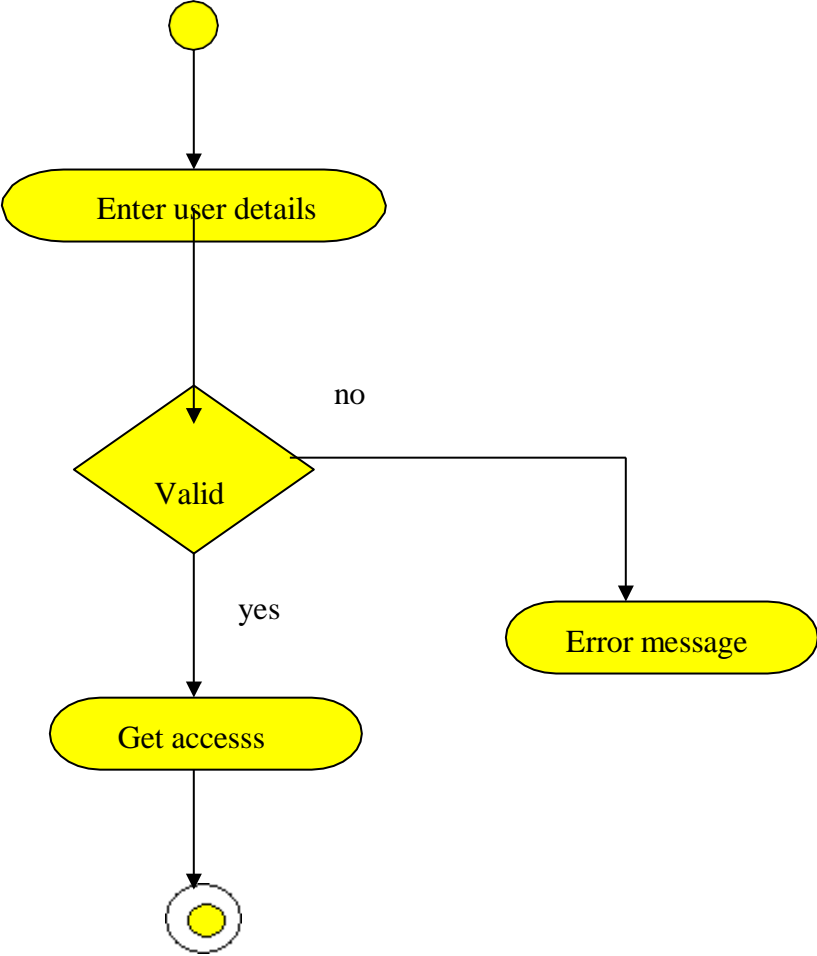 Enter user details
no
Valid
yes
Error message
Get accesss